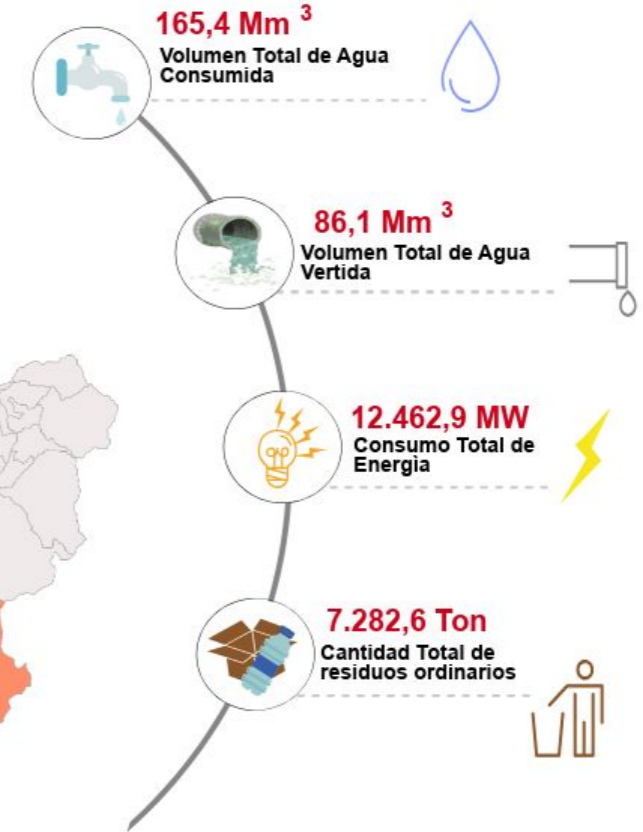 165,4 Mm 3
Volumen Total de Agua
Consumida
86,1 Mm 3
Volumen Total de Agua
Vertida
12.462,9 MW
Consumo Total de
Energìa
7.282,6 Ton
Cantidad Total de
residuos ordinarios